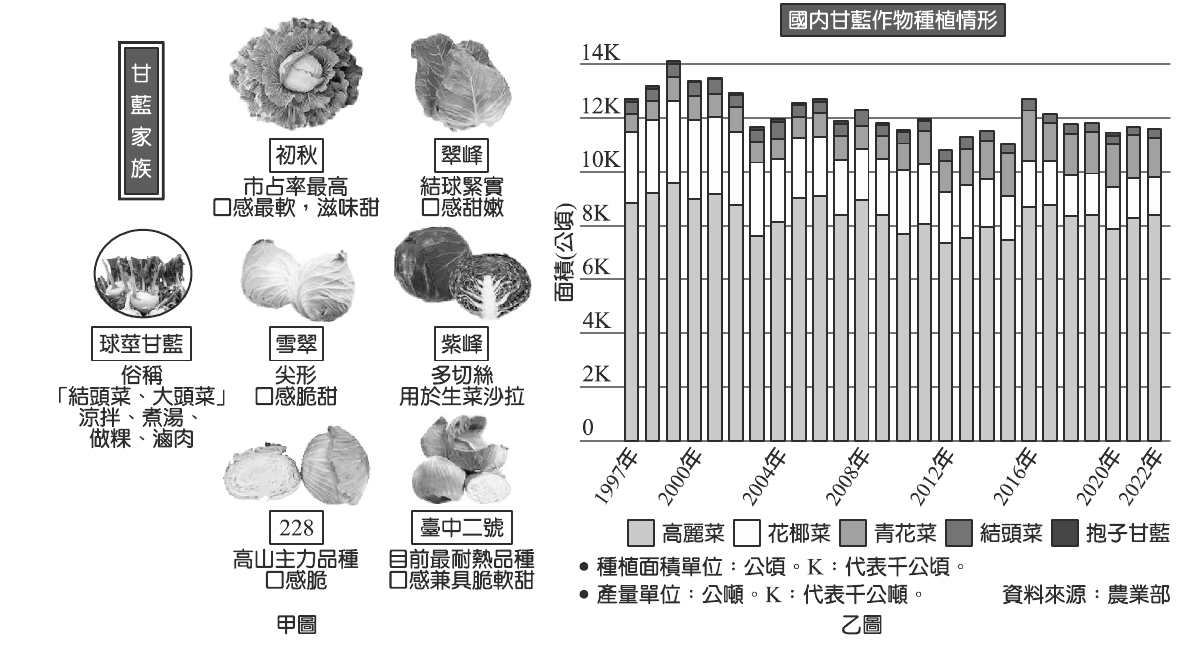 甘藍家族
初秋
市占率最高
口感最軟，滋味甜
翠峰
結球緊實
口感甜嫩
球莖甘藍
俗稱
「結頭菜、大頭菜」
涼拌、煮湯、
做粿、滷肉
雪翠
尖形
口感脆甜
紫峰
多切絲
用於生菜沙拉
228
高山主力品種
口感脆
臺中二號
目前最耐熱品種
口感兼具脆軟甜
甲圖
國內甘藍作物種植情形
面積(公頃)
14K
12K
10K
8K
6K
4K
2K
0
1997年
2000年
2004年
2008年
2012年
2016年
2020年
2022年
高麗菜 花椰菜 青花菜 結頭菜 抱子甘藍
• 種植面積單位：公頃。K：代表千公頃。
• 產量單位：公噸。K：代表千公噸。 資料來源：農業部
乙圖